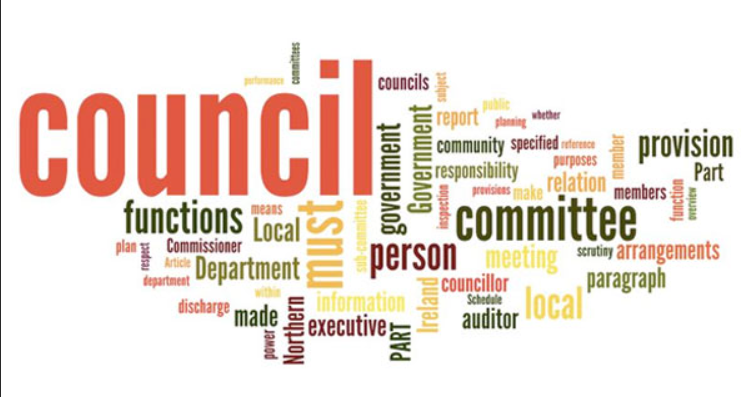 committees
performance
council
councils
subject
government
Government
report
public
planning
whether
community
specified
reference
purposes
member
provision
Part
responsibility
inspection
provisions
make
relation
members
function
overview
functions
means
Local
must
sub-committee
committee
plan
respect
Commissioner
Article
Department
department
person
meeting
scrutiny
arrangements
paragraph
within
discharge
made
power
Northern
information
executive
PART
Ireland
councillor
Schedule
auditor
local